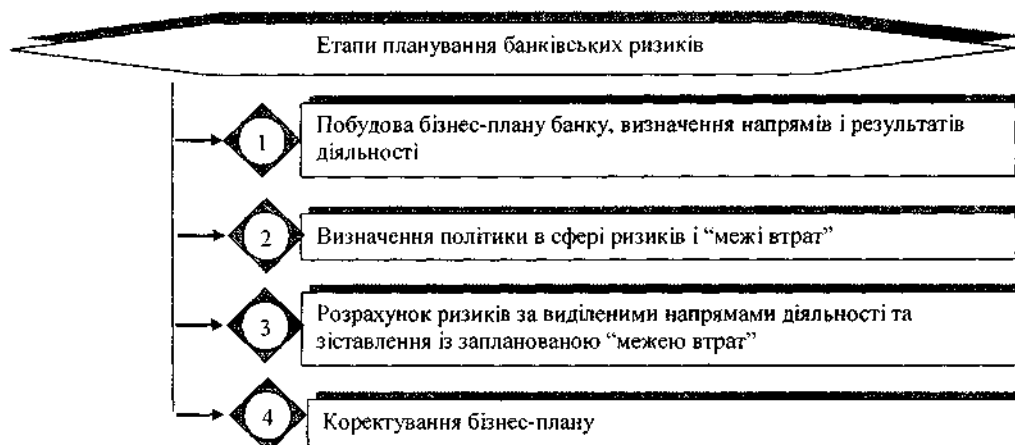 Етапи планування банківських ризиків
1
Побудова бізнес-плану банку, визначення напрямів і результатів
діяльності
2
Визначення політики в сфері ризиків і “межі втрат”
3
Розрахунок ризиків за виділеними напрямами діяльності та
зіставлення із запланованою “межею втрат”
4
Коректування бізнес-плану